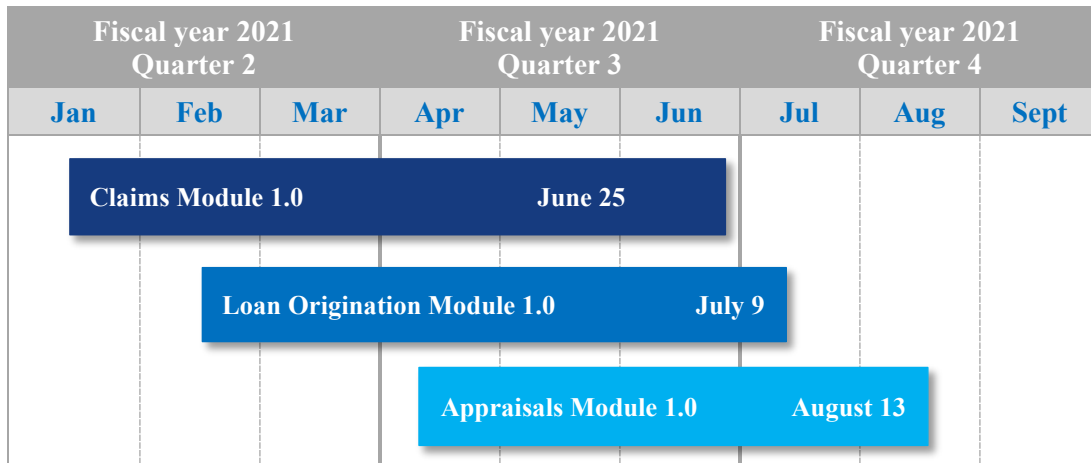 Fiscal year 2021
Quarter 2
Fiscal year 2021
Quarter 3
Fiscal year 2021
Quarter 4
Jan Feb Mar Apr May Jun Jul Aug Sept
Claims Module 1.0 June 25
Loan Origination Module 1.0 July 9
Appraisals Module 1.0 August 13